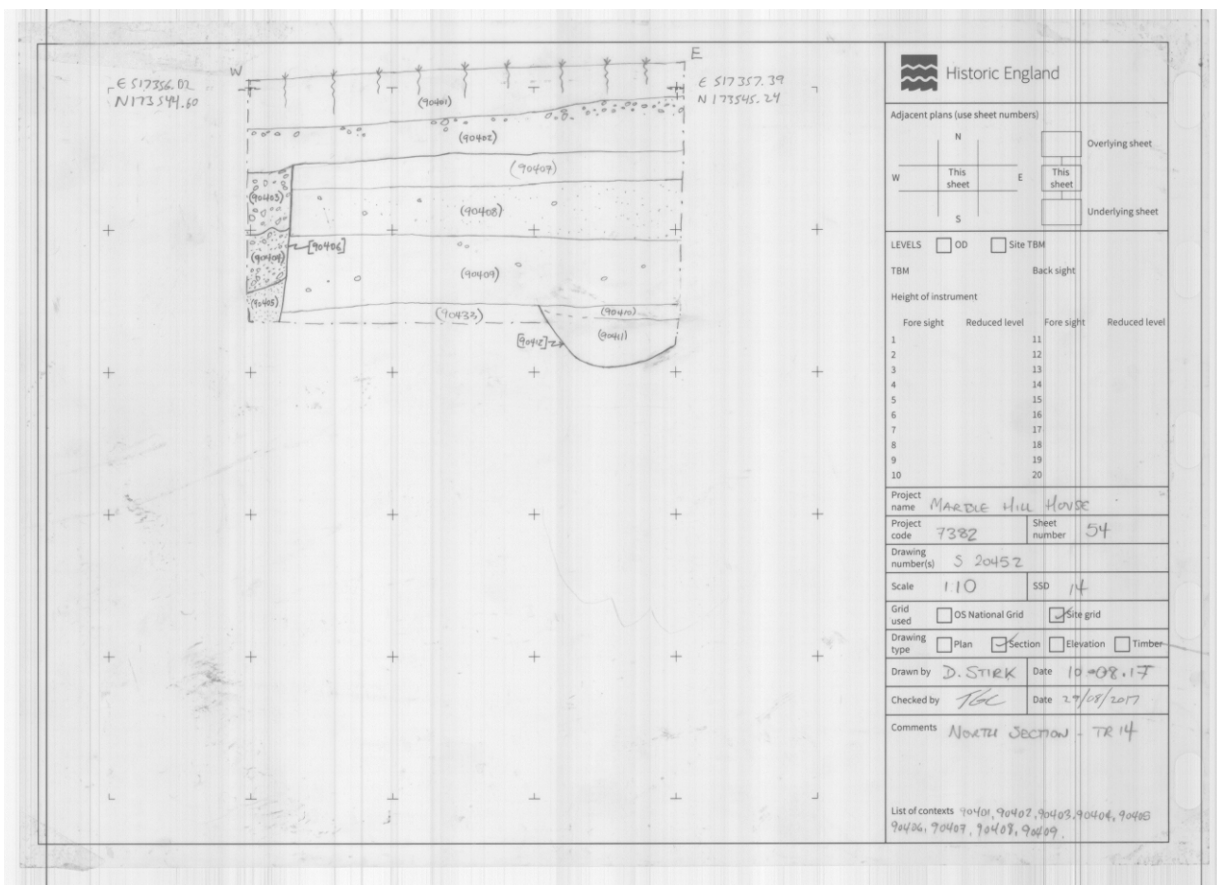 W
E
E 517356.02
N173544.60
E 517357.39
N 173545.24
(90401)
(90402)
(90407)
(90403)
(90408)
[90406]
(90404)
(90409)
(90405)
(90433)
(90410)
[90412]
(90411)
Historic England
Adjacent plans (use sheet numbers)
N
Overlying sheet
W
This sheet
E
This sheet
S
Underlying sheet
LEVELS OD Site TBM
TBM Back sight
Height of instrument
Fore sight Reduced level Fore sight Reduced level
1 11
2 12
3 13
4 14
5 15
6 16
7 17
8 18
9 19
10 20
Project name MARBLE HILL HOUSE
Project code 7382 Sheet number 54
Drawing number(s) S 20452
Scale 1:10 SSD 14
Grid used OS National Grid Site grid
Drawing type Plan Section Elevation Timber
Drawn by D. STIRK Date 10-08.17
Checked by TGC Date 29/08/2017
Comments NORTH SECTION - TR 14
List of contexts 90401, 90402, 90403, 90404, 90405
90406, 90407, 90408, 90409.